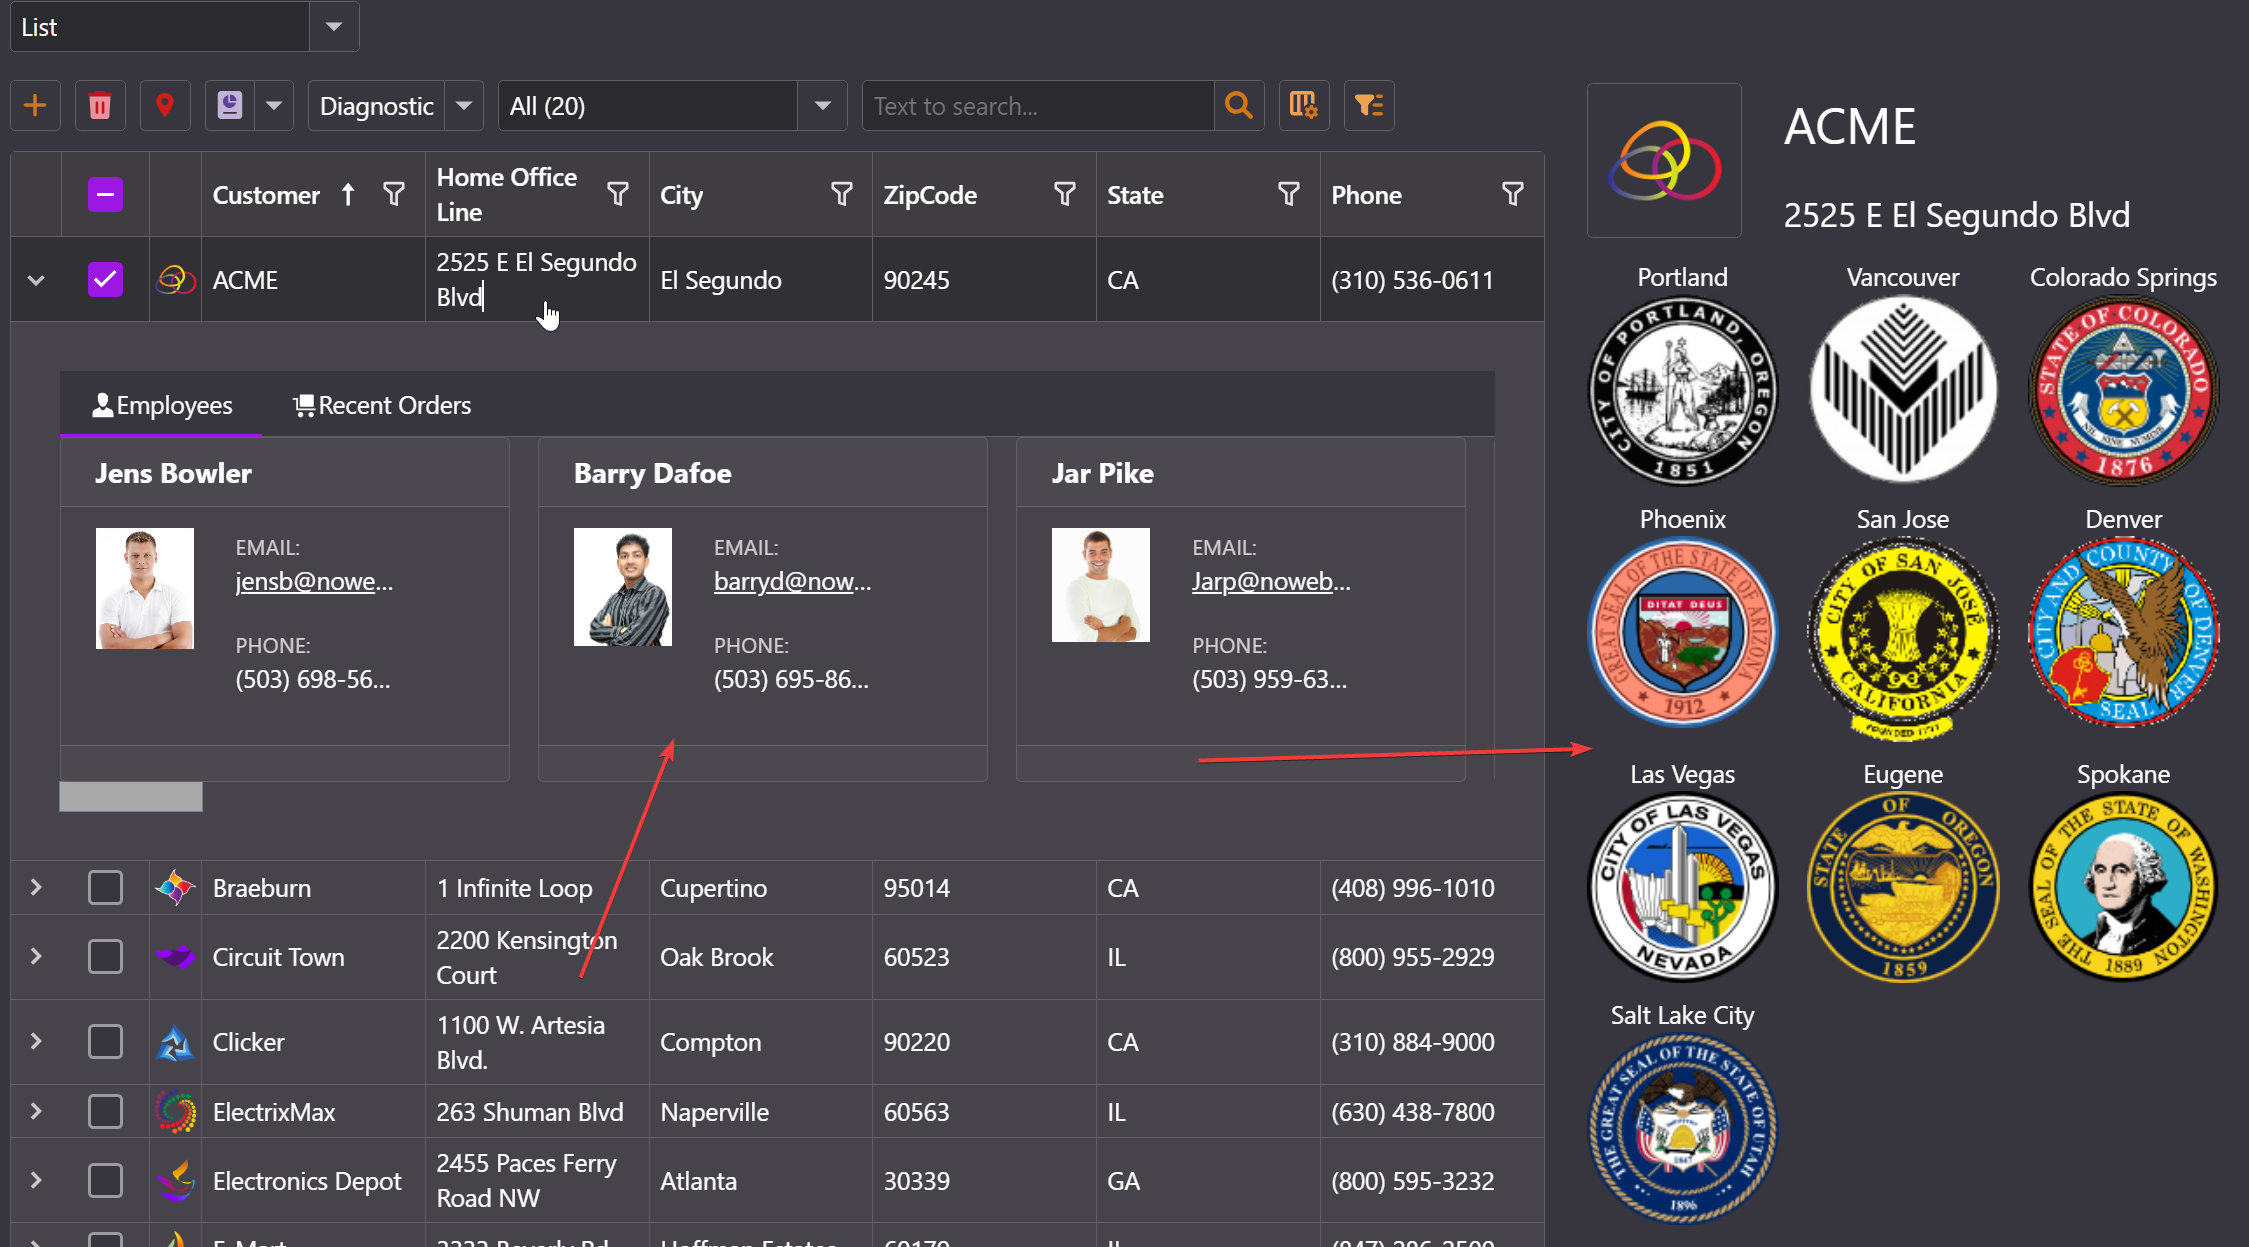 List
Diagnostic
All (20)
Text to search...
Customer
Home Office
Line
City
ZipCode
State
Phone
ACME
2525 E El Segundo
Blvd
El Segundo
90245
CA
(310) 536-0611
Employees
Recent Orders
Jens Bowler
EMAIL:
jensb@nowe...
PHONE:
(503) 698-56...
Barry Dafoe
EMAIL:
barryd@now...
PHONE:
(503) 695-86...
Jar Pike
EMAIL:
Jarp@noweb...
PHONE:
(503) 959-63...
Braeburn
1 Infinite Loop
Cupertino
95014
CA
(408) 996-1010
Circuit Town
2200 Kensington
Court
Oak Brook
60523
IL
(800) 955-2929
Clicker
1100 W. Artesia
Blvd.
Compton
90220
CA
(310) 884-9000
ElectrixMax
263 Shuman Blvd
Naperville
60563
IL
(630) 438-7800
Electronics Depot
2455 Paces Ferry
Road NW
Atlanta
30339
GA
(800) 595-3232
ACME
2525 E El Segundo Blvd
Portland
CITY OF PORTLAND, OREGON
1851
Vancouver
Colorado Springs
STATE OF COLORADO
NIL SINE NUMINE
1876
Phoenix
GREAT SEAL OF THE STATE OF ARIZONA
DITAT DEUS
1912
San Jose
CITY OF SAN JOSÉ
CALIFORNIA
Denver
CITY AND COUNTY OF DENVER
SEAL
Las Vegas
CITY OF LAS VEGAS
NEVADA
Eugene
STATE OF OREGON
1859
Spokane
THE SEAL OF THE STATE OF WASHINGTON
1889
Salt Lake City
THE GREAT SEAL OF THE STATE OF UTAH
1847
1896